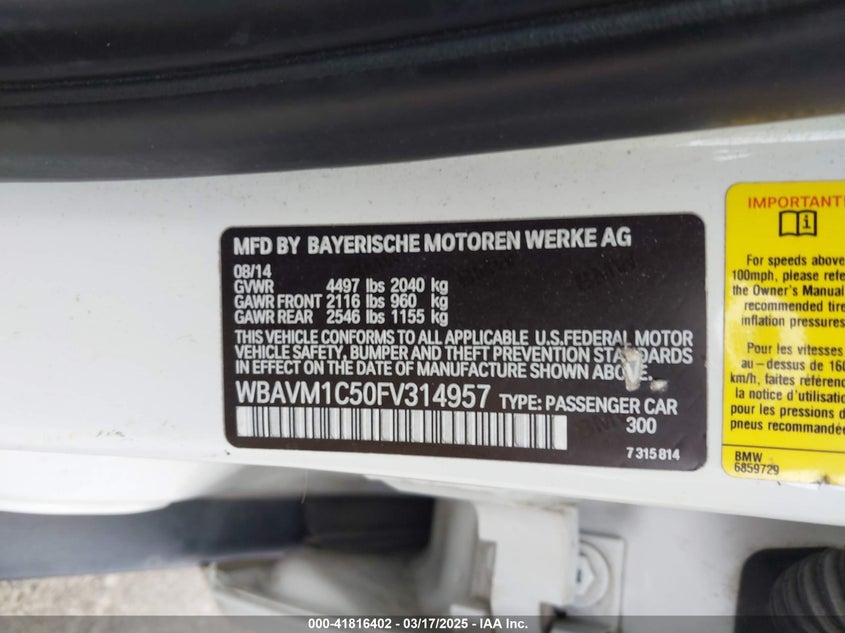 MFD BY BAYERISCHE MOTOREN WERKE AG
08/14
GVWR 4497 lbs 2040 kg
GAWR FRONT 2116 lbs 960 kg
GAWR REAR 2546 lbs 1155 kg
THIS VEHICLE CONFORMS TO ALL APPLICABLE U.S.FEDERAL MOTOR
VEHICLE SAFETY, BUMPER AND THEFT PREVENTION STANDARDS
IN EFFECT ON THE DATE OF MANUFACTURE SHOWN ABOVE.
WBAVM1C50FV314957 TYPE: PASSENGER CAR
300
7 315 814
IMPORTANT
For speeds above
100mph, please refe
the Owner's Manual
recommended tire
inflation pressures
Pour les vitesses
au-dessus de 160
km/h, faites référenc
la notice d'utilisati
pour les pressions d
pneus recommandée
BMW
6859729
000-41816402 - 03/17/2025 - IAA Inc.